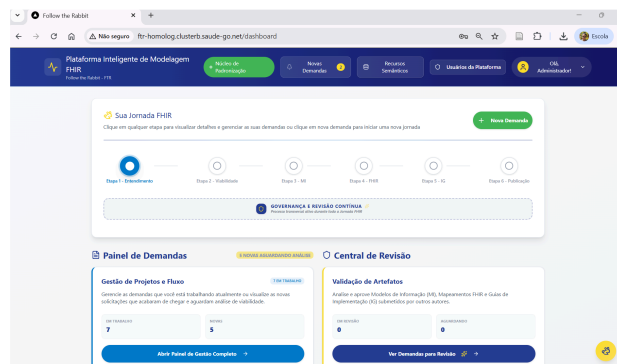 Follow the Rabbit
Não seguro
ftr-homolog.clusterb.saude-go.net/dashboard
Escola
Plataforma Inteligente de Modelagem
FHIR
Follow the Rabbit - FTR
Núcleo de
Padronização
Novas
Demandas
2
Recursos
Semânticos
Usuários da Plataforma
Olá,
Administrador!
Sua Jornada FHIR
Clique em qualquer etapa para visualizar detalhes e gerenciar as suas demandas ou clique em nova demanda para iniciar uma nova jornada
+ Nova Demanda
Etapa 1 - Entendimento
Etapa 2 - Viabilidade
Etapa 3 - MI
Etapa 4 - FHIR
Etapa 5 - IG
Etapa 6 - Publicação
GOVERNANÇA E REVISÃO CONTÍNUA
Processo transversal ativo durante toda a jornada FHIR
Painel de Demandas
NOVAS AGUARDANDO ANÁLISE
Central de Revisão
Gestão de Projetos e Fluxo
7 EM TRABALHO
Gerencie as demandas que você está trabalhando atualmente ou visualize as novas
solicitações que acabaram de chegar e aguardam análise de viabilidade.
EM TRABALHO
7
NOVAS
5
Abrir Painel de Gestão Completo →
Validação de Artefatos
Analise e aprove Modelos de Informação (MI), Mapeamentos FHIR e Guias de
Implementação (IG) submetidos por outros autores.
EM REVISÃO
0
AGUARDANDO
0
Ver Demandas para Revisão →